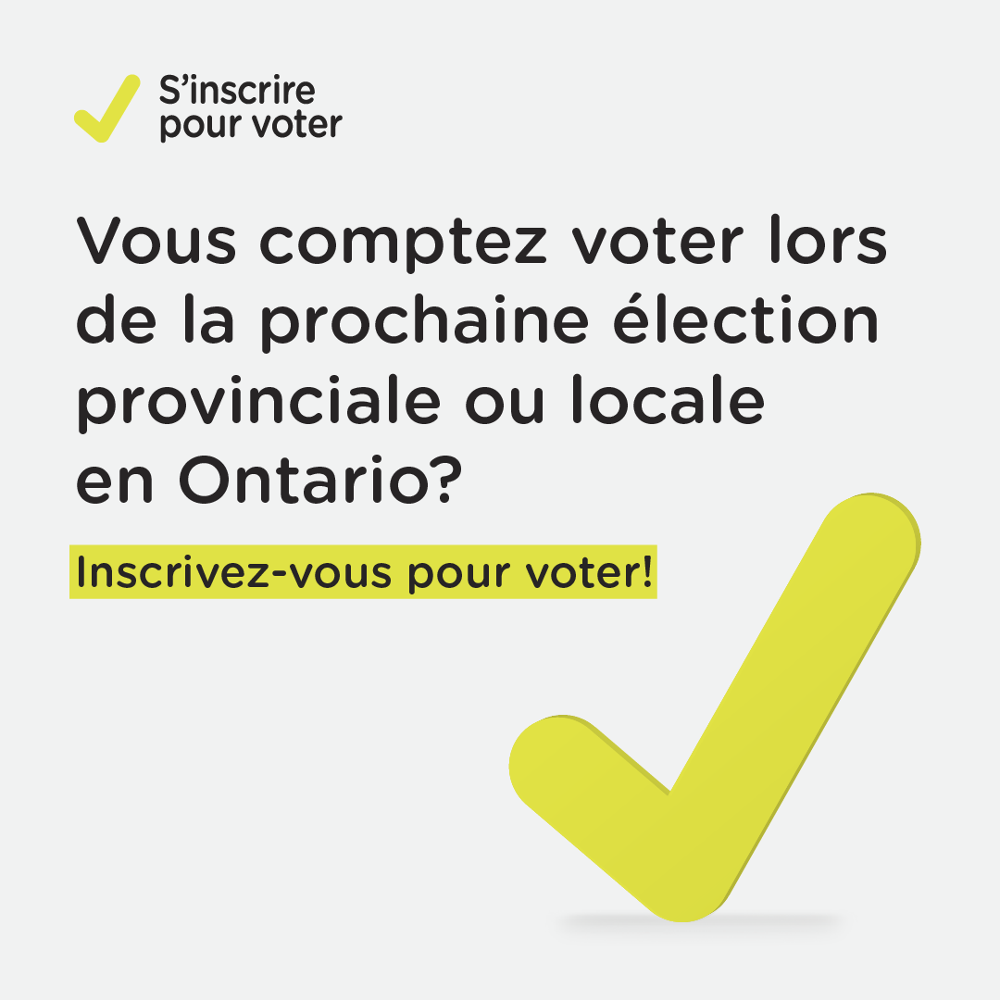 S'inscrire
pour voter
Vous comptez voter lors
de la prochaine élection
provinciale ou locale
en Ontario?
Inscrivez-vous pour voter!